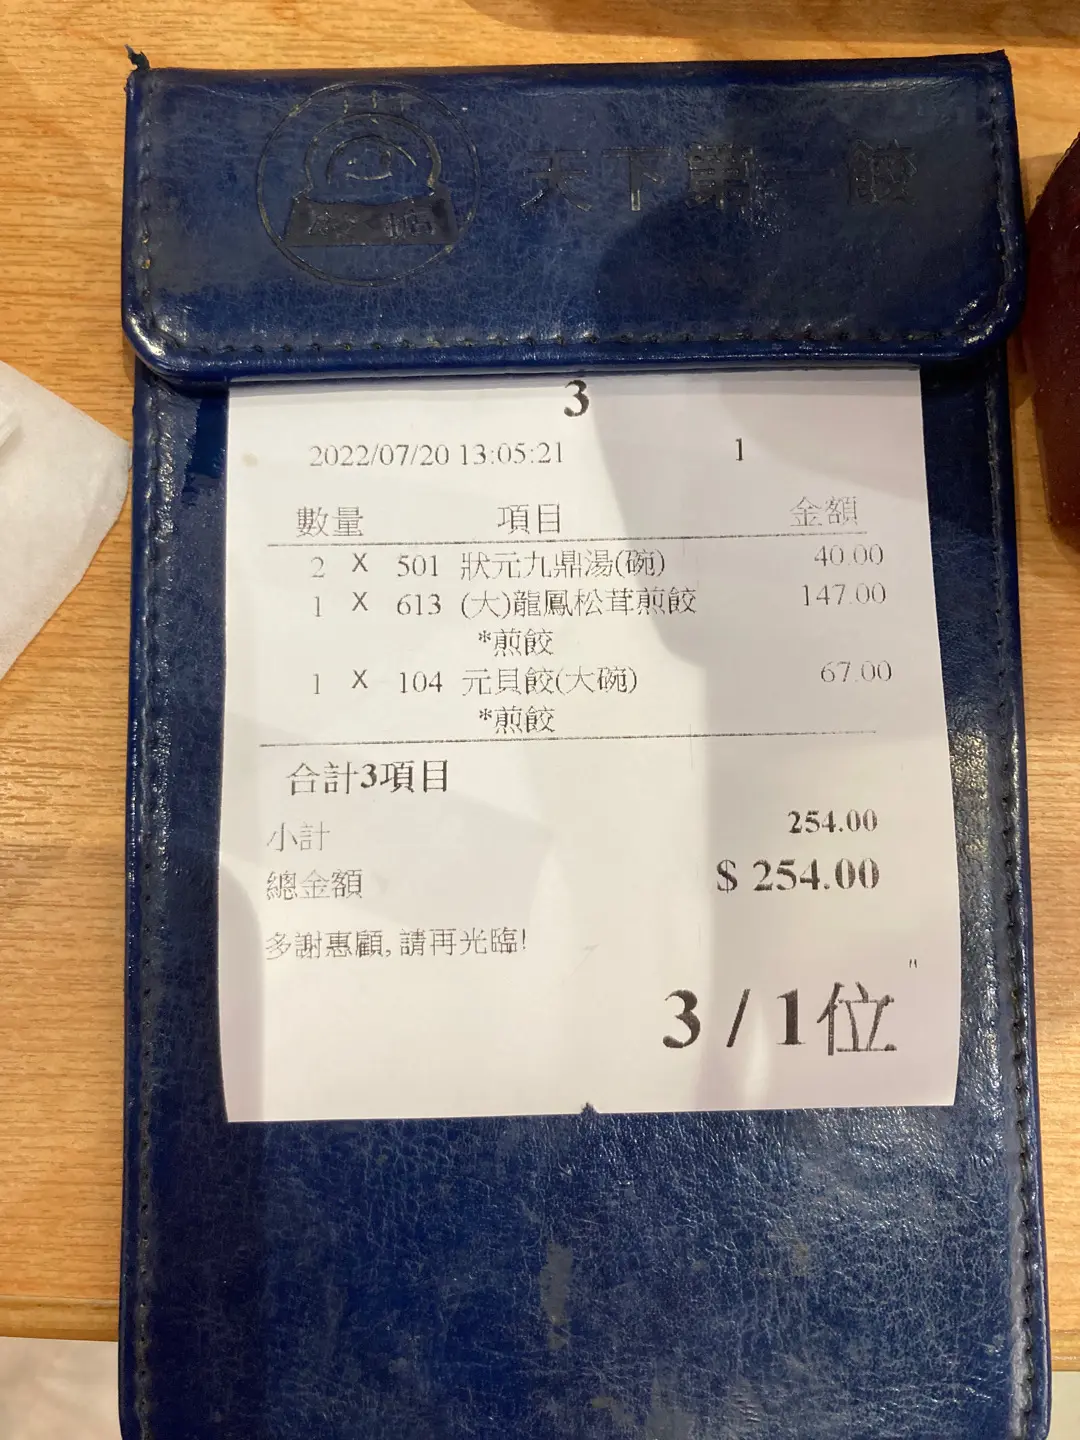 天下第一餃
3
2022/07/20 13:05:21 1
數量 項目 金額
2 X 501 狀元九鼎湯(碗) 40.00
1 X 613 (大)龍鳳松茸煎餃 147.00
*煎餃
1 X 104 元貝餃(大碗) 67.00
*煎餃
合計3項目
小計 254.00
總金額 $ 254.00
多謝惠顧,請再光臨!
"
3 / 1位